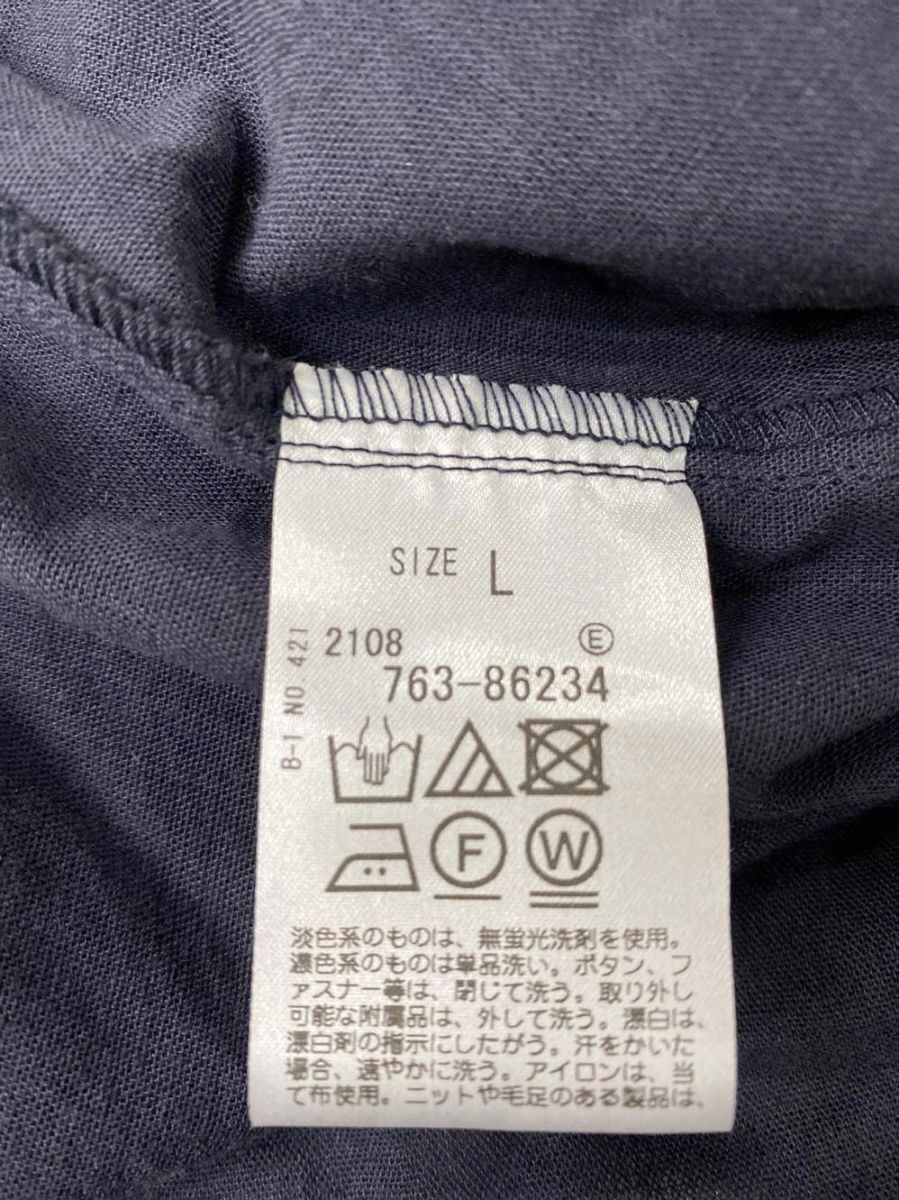 SIZE L
2108 Ⓔ
763-86234
B-1 NO. 421
F W
淡色系のものは、無蛍光洗剤を使用。
濃色系のものは単品洗い。ボタン、フ
ァスナー等は、閉じて洗う。取り外し
可能な附属品は、外して洗う。漂白は、
漂白剤の指示にしたがう。汗をかいた
場合、速やかに洗う。アイロンは、当
て布使用。ニットや毛足のある製品は、